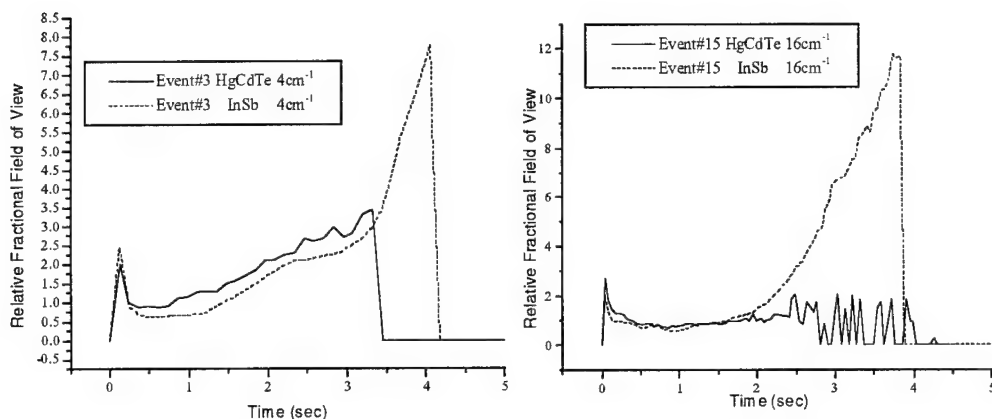 8.5
8.0
7.5
7.0
6.5
6.0
5.5
5.0
4.5
4.0
3.5
3.0
2.5
2.0
1.5
1.0
0.5
0.0
-0.5
Relative Fractional Field of View
Event#3 HgCdTe 4cm-1
Event#3 InSb 4cm-1
0 1 2 3 4 5
Time (sec)
12
10
8
6
4
2
0
Relative Fractional Field of View
Event#15 HgCdTe 16cm-1
Event#15 InSb 16cm-1
0 1 2 3 4 5
Time (sec)